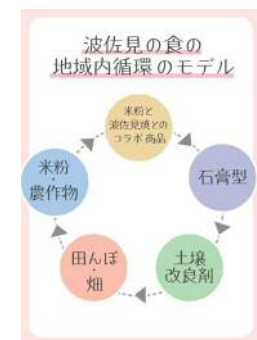 波佐見の食の
地域内循環のモデル
米粉と
波佐見焼との
コラボ商品
石膏型
土壌
改良剤
田んぼ
・
畑
米粉
・
農作物